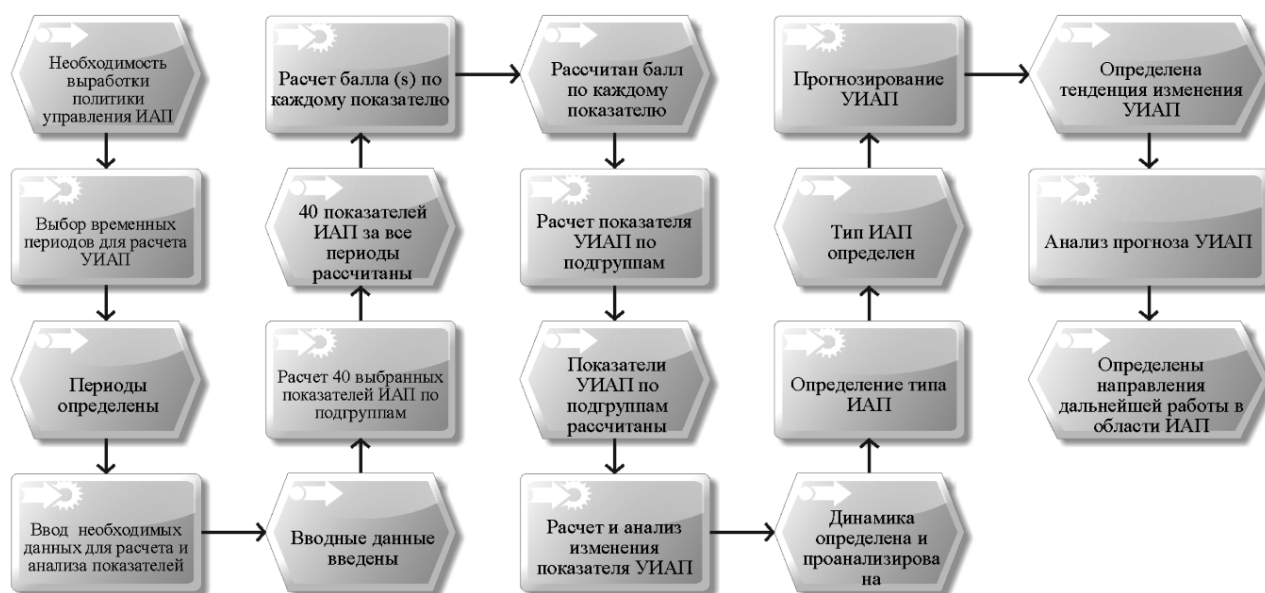 Необходимость
выработки
политики
управления ИАП
Выбор временных
периодов для расчета
УИАП
Периоды
определены
Ввод необходимых
данных для расчета и
анализа показателей
Вводные данные
введены
Расчет 40 выбранных
показателей ИАП по
подгруппам
40 показателей
ИАП за все
периоды
рассчитаны
Расчет балла (s) по
каждому показателю
Рассчитан балл
по каждому
показателю
Расчет показателя
УИАП по
подгруппам
Показатели
УИАП по
подгруппам
рассчитаны
Расчет и анализ
изменения
показателя УИАП
Динамика
определена и
проанализирова
на
Определение типа
ИАП
Тип ИАП
определен
Прогнозирование
УИАП
Определена
тенденция изменения
УИАП
Анализ прогноза УИАП
Определены
направления
дальнейшей работы в
области ИАП